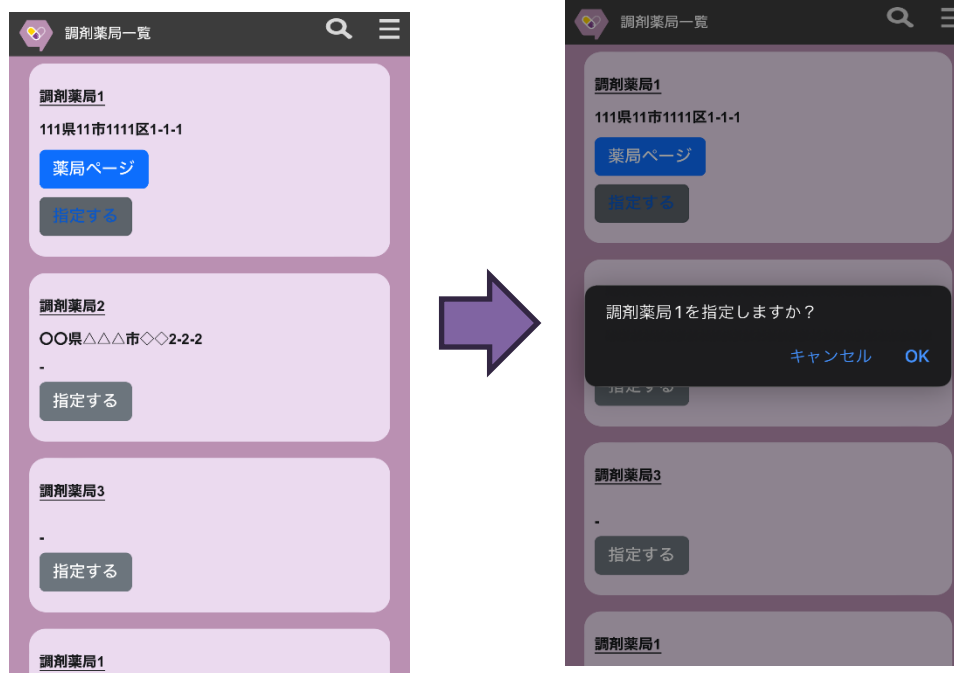 調剤薬局一覧
調剤薬局1
111県11市1111区1-1-1
薬局ページ
指定する
調剤薬局2
〇〇県△△△市◇◇2-2-2
-
指定する
調剤薬局3
-
指定する
調剤薬局1
調剤薬局一覧
調剤薬局1
111県11市1111区1-1-1
薬局ページ
指定する
調剤薬局1を指定しますか？
キャンセル OK
指定する
調剤薬局3
-
指定する
調剤薬局1